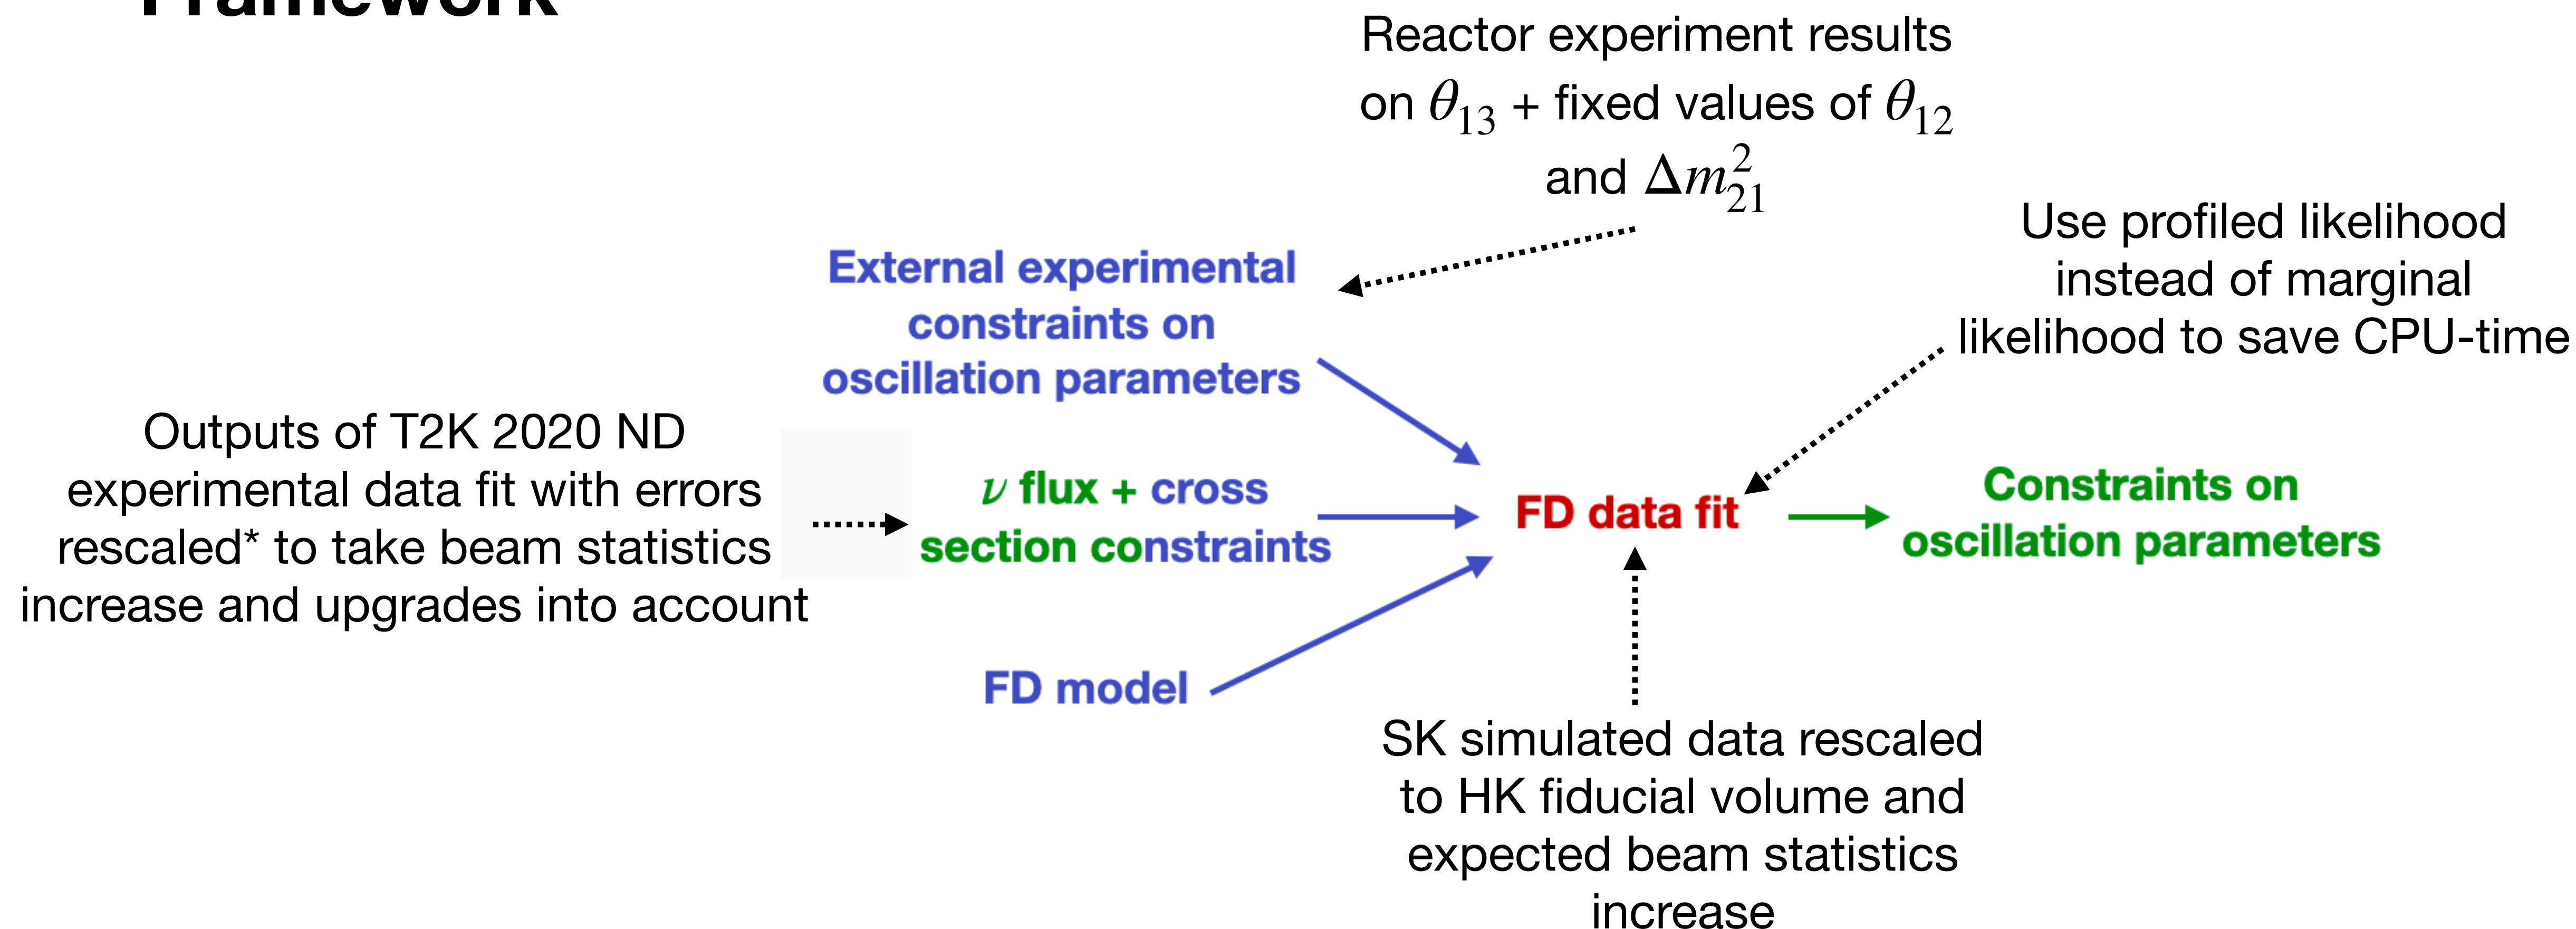 Framework
Reactor experiment results
on θ₁₃ + fixed values of θ₁₂
and Δm²₂₁
Use profiled likelihood
instead of marginal
likelihood to save CPU-time
External experimental
constraints on
oscillation parameters
Outputs of T2K 2020 ND
experimental data fit with errors
rescaled* to take beam statistics
increase and upgrades into account
ν flux + cross
section constraints
FD data fit
Constraints on
oscillation parameters
FD model
SK simulated data rescaled
to HK fiducial volume and
expected beam statistics
increase